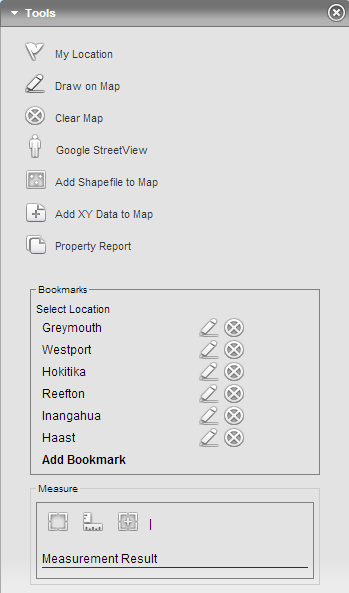 Tools
My Location
Draw on Map
Clear Map
Google StreetView
Add Shapefile to Map
Add XY Data to Map
Property Report
Bookmarks
Select Location
Greymouth
Westport
Hokitika
Reefton
Inangahua
Haast
Add Bookmark
Measure
|
Measurement Result